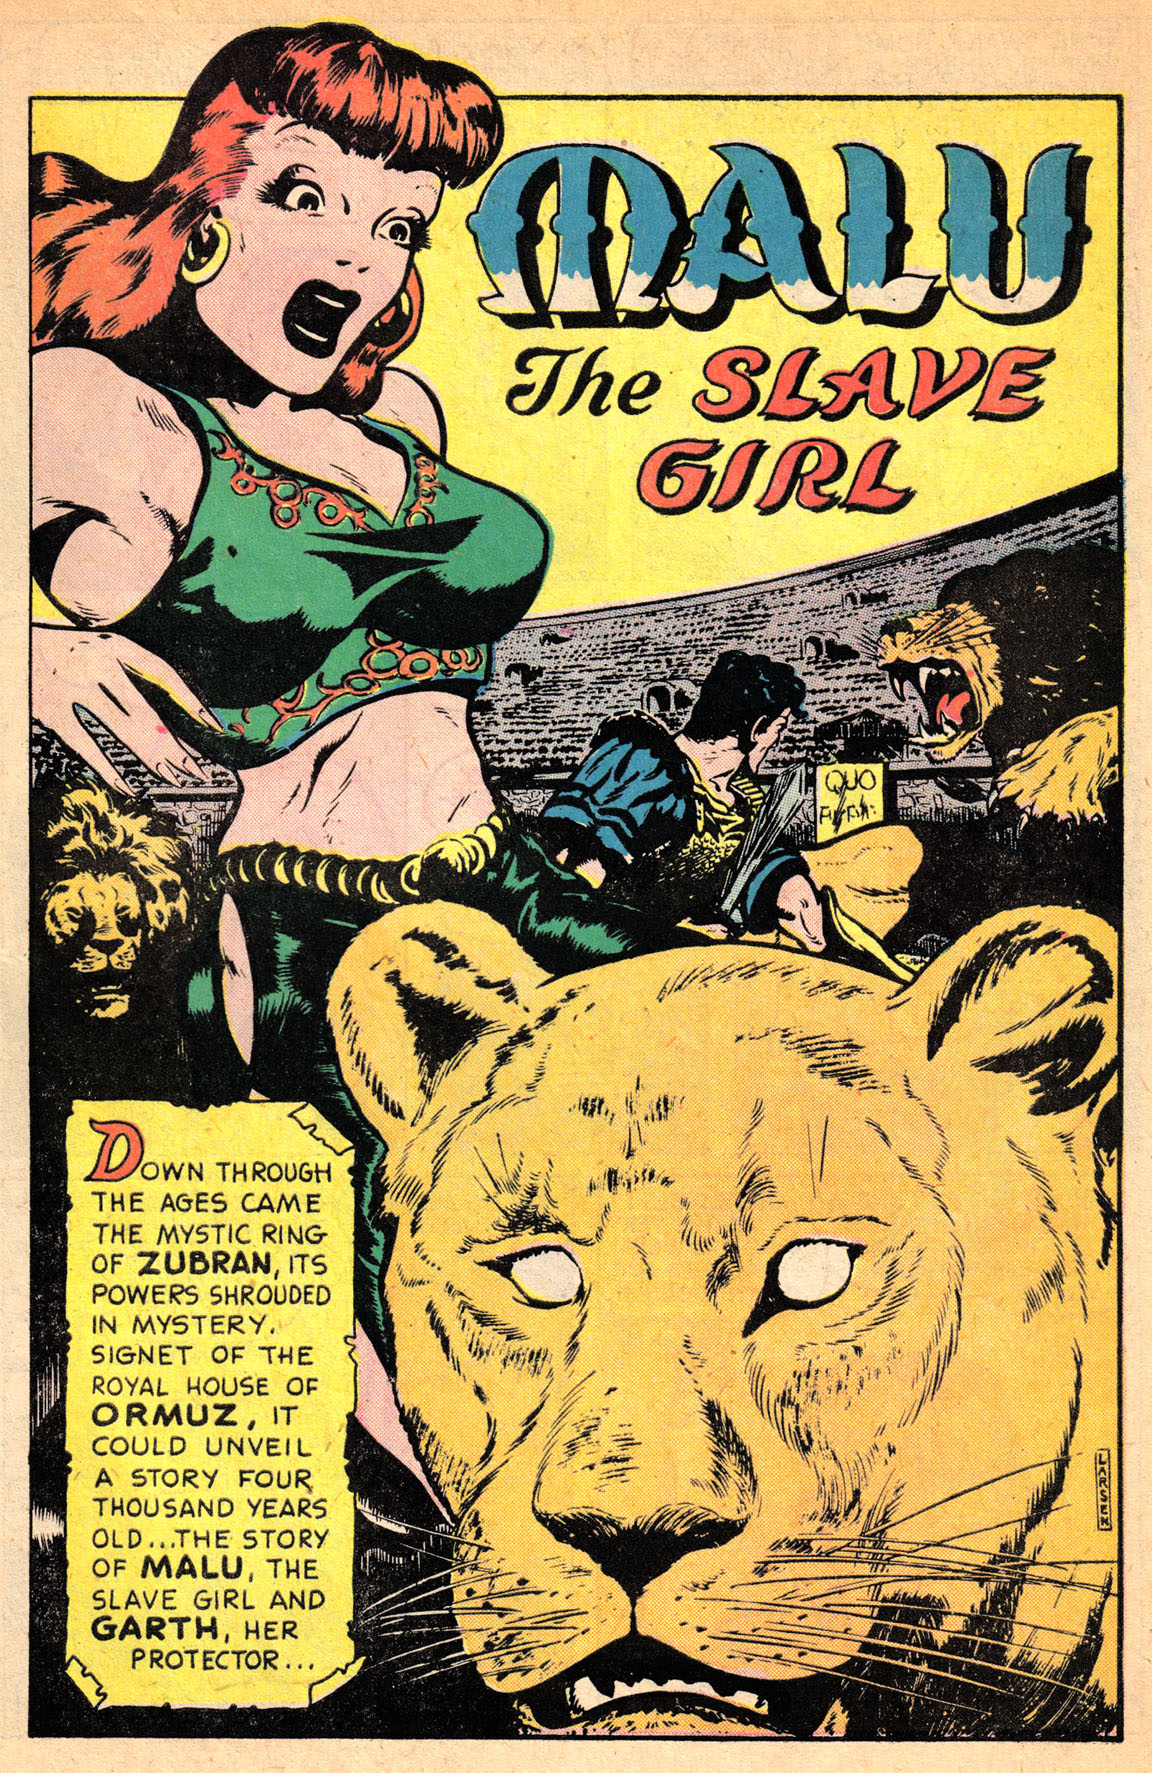 MALU
The SLAVE
GIRL
QUO
DOWN THROUGH
THE AGES CAME
THE MYSTIC RING
OF ZUBRAN, ITS
POWERS SHROUDED
IN MYSTERY.
SIGNET OF THE
ROYAL HOUSE OF
ORMUZ, IT
COULD UNVEIL
A STORY FOUR
THOUSAND YEARS
OLD...THE STORY
OF MALU, THE
SLAVE GIRL AND
GARTH, HER
PROTECTOR...
LARSEN